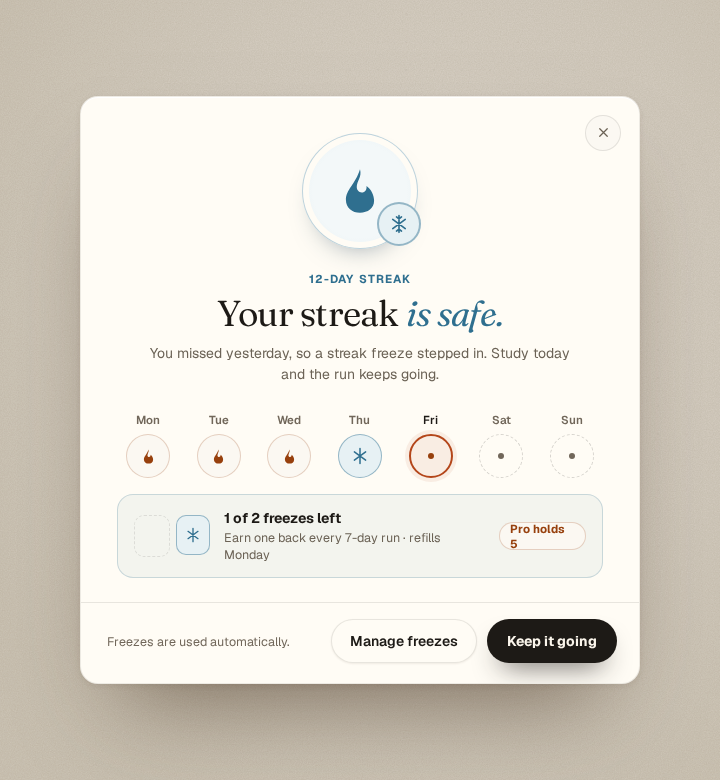 12-DAY STREAK
Your streak is safe.
You missed yesterday, so a streak freeze stepped in. Study today
and the run keeps going.
Mon Tue Wed Thu Fri Sat Sun
1 of 2 freezes left
Earn one back every 7-day run · refills
Monday
Pro holds
5
Freezes are used automatically.
Manage freezes
Keep it going